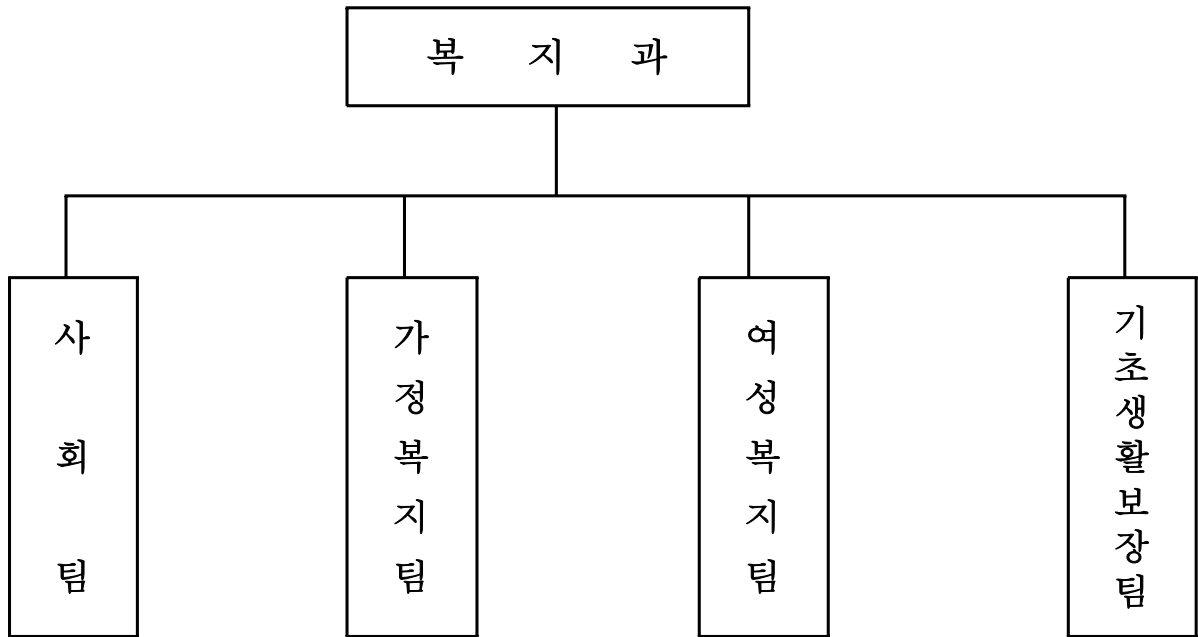 복 지 과
사회팀
가정복지팀
여성복지팀
기초생활보장팀